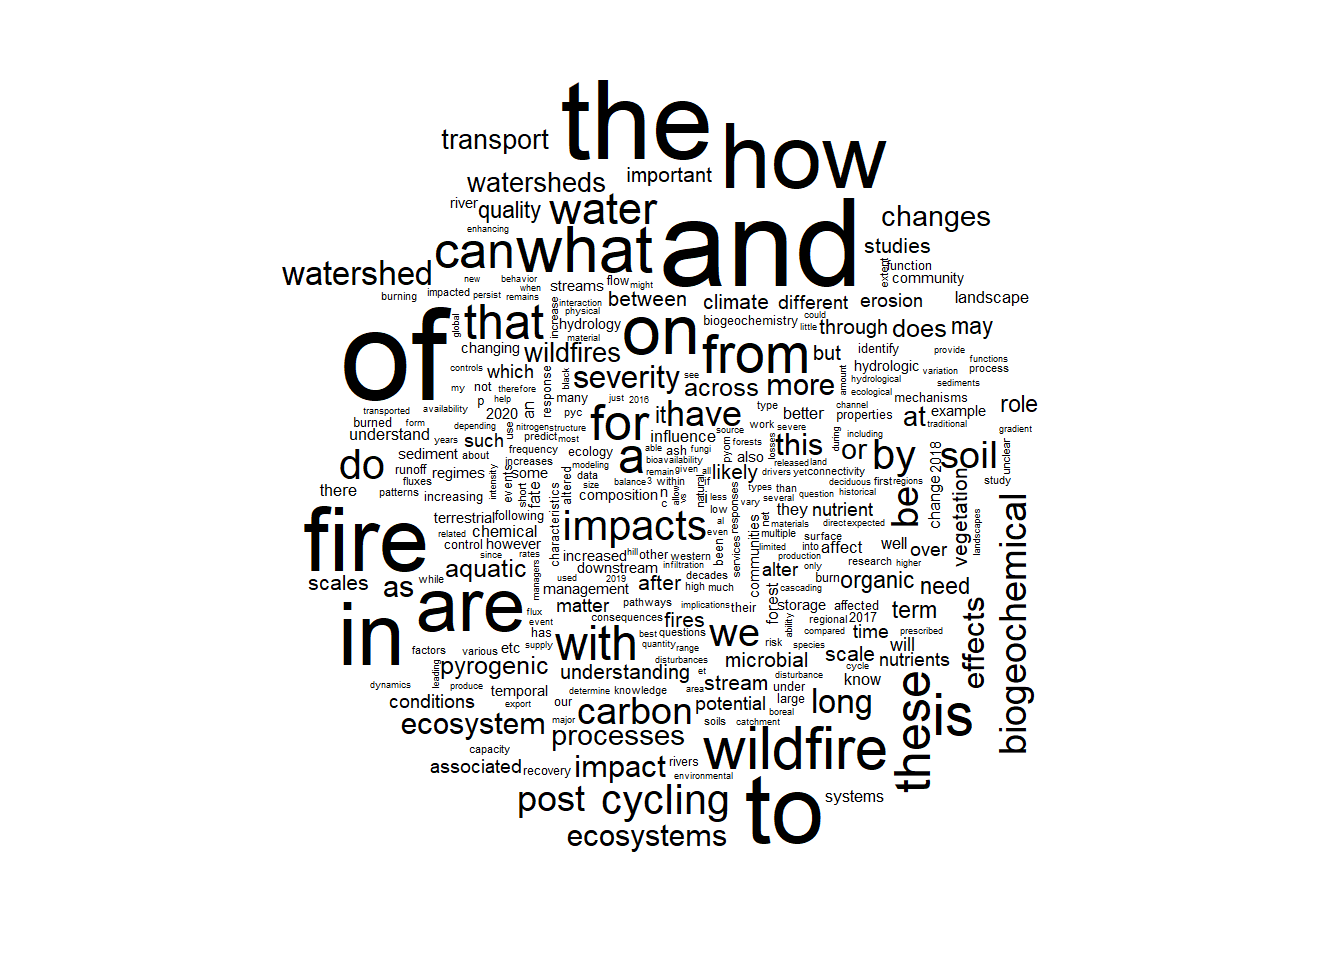 the
how
transport
important
watersheds
river quality water and changes
enhancing
can what studies
watershed new behavior streams flow might extent function
community
burning impacted persist when remains interaction between climate different erosion landscape
of that global increase physical on biogeochemistry could through does may
hydrology little
changing wildfires material from but identify provide
controls which black severity see across more amount hydrologic variation functions process
my not therefore response hydrological ecological sediments
p help an many just 2016 mechanisms
transported availability 2020 pyc for it have type better channel properties at example role
burned form depending use nitrogen structure source work severe traditional
understand years such predict most influence able fungi forests losses this during including or by gradient
sediment about frequency ecology ash a bioavailability pyom also released land soil unclear
do runoff regimes increases modeling remain given all likely drivers yet connectivity 2018
there fluxes intensity events some data balance 3 within natural if deciduous first regions study
patterns increasing short fate altered composition n types than question historical change
size c allow vs less several
fire terrestrial following characteristics impacts low vary they nutrient be vegetation
related chemical al responses net materials direct expected landscapes
control however even been multiple surface
since rates increased hill other western services limited into affect well over biogeochemical
scales as while aquatic managers downstream infiltration communities production only research higher
used 2019 after decades alter burn organic need
management high much cascading
in are flux matter pathways implications their forest storage affected term
event consequences fires we ability regional 2017
has with best questions risk compared time prescribed effects
factors various etc supply quantity range species will
leading pyrogenic disturbances microbial scale cycle nutrients
understanding et disturbance know
dynamics produce temporal determine knowledge area stream under
conditions export our potential large long these is
ecosystem major carbon soils catchment boreal
processes wildfire
capacity
associated recovery impact rivers
environmental
post cycling to systems
ecosystems